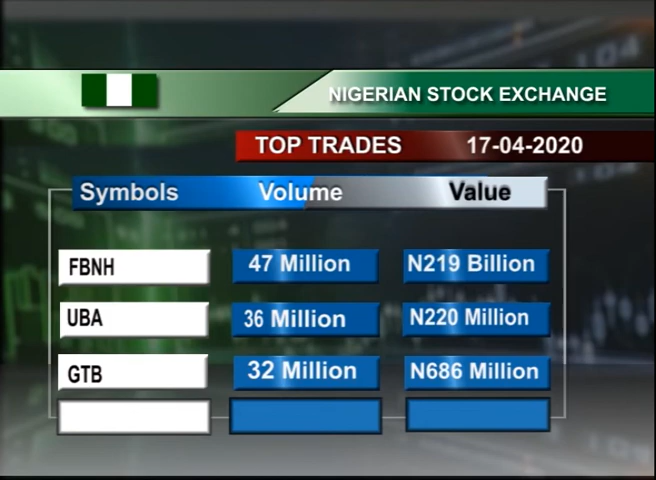 NIGERIAN STOCK EXCHANGE
TOP TRADES 17-04-2020
Symbols Volume Value
FBNH 47 Million N219 Billion
UBA 36 Million N220 Million
GTB 32 Million N686 Million